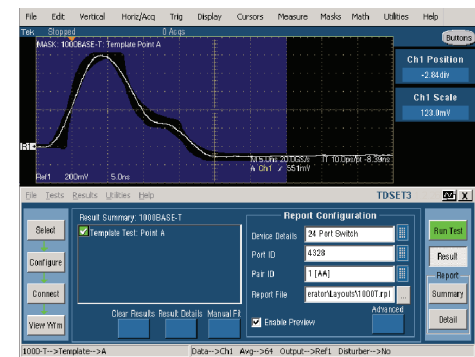 File Edit Vertical Horiz/Acq Trig Display Cursors Measure Masks Math Utilities Help
Tek Stopped 0 Acqs
Buttons
MASK: 1000BASE-T: Template Point A
Ch1 Position
-2.84div
Ch1 Scale
123.0mV
M 5.0ns 20.0GS/s IT 10.0ps/pt -8.39ns
A Ch1 551mV
Ref1 200mV 5.0ns
File Tests Results Utilities Help TDSET3
Select
Configure
Connect
View Wfm
Result Summary: 1000BASE-T
Template Test: Point A
Clear Results Result Details Manual Fit
Report Configuration
Device Details 24 Port Switch
Port ID 4328
Pair ID 1 [AA]
Report File erator\Layouts\1000T.rpl ...
Enable Preview
Advanced
Run Test
Result
Report
Summary
Detail
1000-T-->Template-->A Data-->Ch1 Avg-->64 Output-->Ref1 Disturber-->No